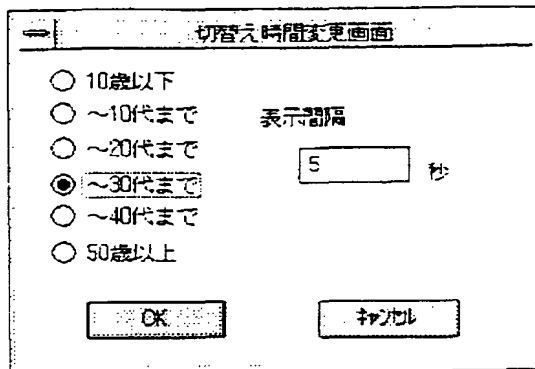 切替え時間変更画面
10歳以下
～10代まで
表示間隔
～20代まで
5 秒
～30代まで
～40代まで
50歳以上
OK
ｷｬﾝｾﾙ